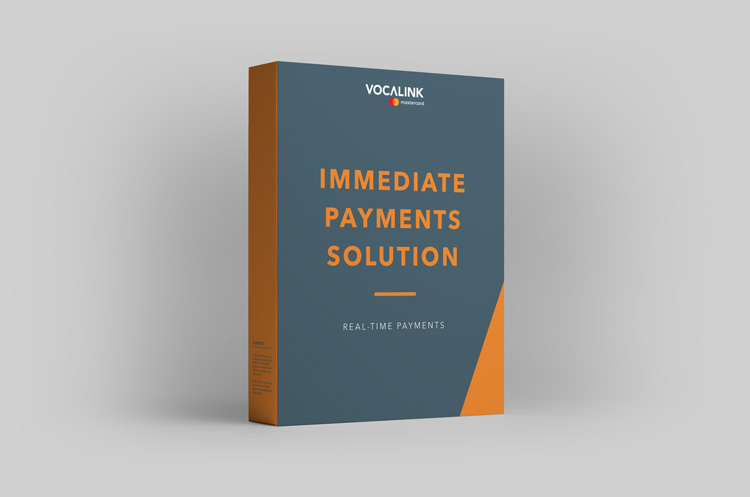 VOCALINK
mastercard
IMMEDIATE
PAYMENTS
SOLUTION
REAL-TIME PAYMENTS